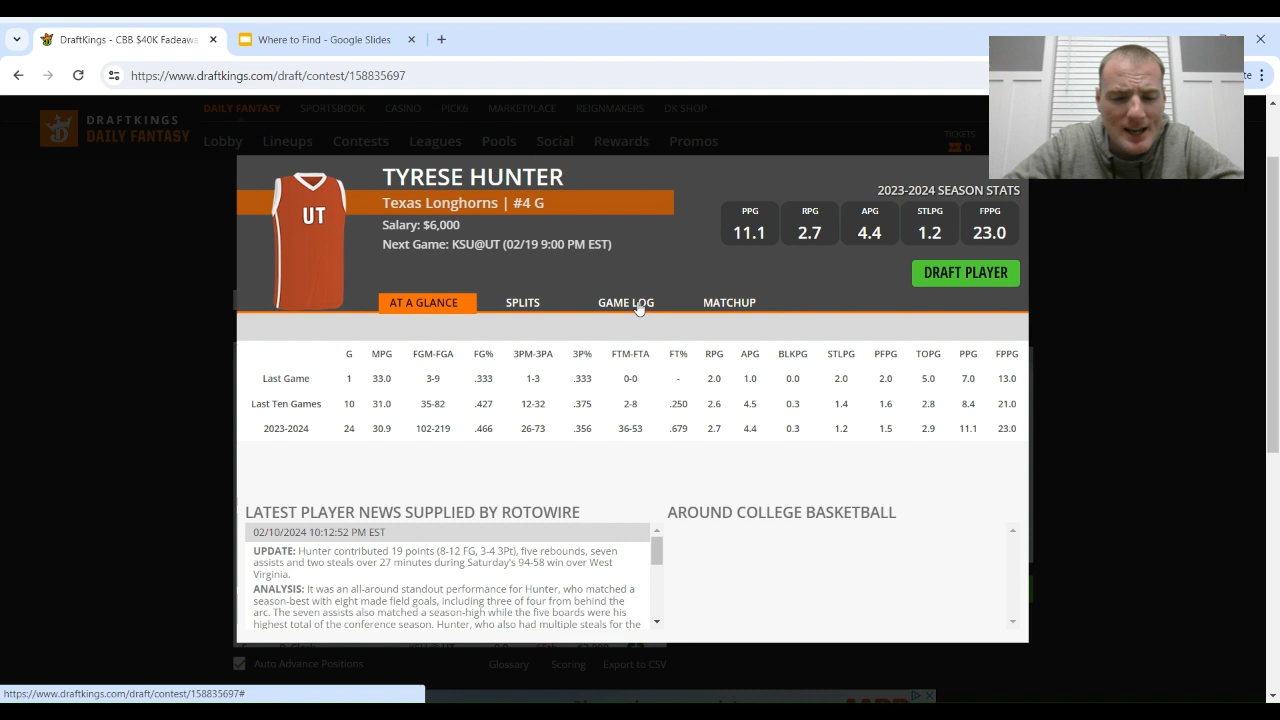 DraftKings - CBB $40K Fadeawa
Where to Find - Google Slides
https://www.draftkings.com/draft/contest/158835697
DRAFTKINGS
DAILY FANTASY
DAILY FANTASY SPORTSBOOK CASINO PICK6 MARKETPLACE REIGNMAKERS DK SHOP
Lobby Lineups Contests Leagues Pools Social Rewards Promos
TICKETS
0
TYRESE HUNTER
Texas Longhorns | #4 G
Salary: $6,000
Next Game: KSU@UT (02/19 9:00 PM EST)
UT
2023-2024 SEASON STATS
PPG RPG APG STLPG FPPG
11.1 2.7 4.4 1.2 23.0
DRAFT PLAYER
AT A GLANCE SPLITS GAME LOG MATCHUP
G MPG FGM-FGA FG% 3PM-3PA 3P% FTM-FTA FT% RPG APG BLKPG STLPG PFPG TOPG PPG FPPG
Last Game 1 33.0 3-9 .333 1-3 .333 0-0 - 2.0 1.0 0.0 2.0 2.0 5.0 7.0 13.0
Last Ten Games 10 31.0 35-82 .427 12-32 .375 2-8 .250 2.6 4.5 0.3 1.4 1.6 2.8 8.4 21.0
2023-2024 24 30.9 102-219 .466 26-73 .356 36-53 .679 2.7 4.4 0.3 1.2 1.5 2.9 11.1 23.0
LATEST PLAYER NEWS SUPPLIED BY ROTOWIRE
02/10/2024 10:12:52 PM EST
UPDATE: Hunter contributed 19 points (8-12 FG, 3-4 3Pt), five rebounds, seven
assists and two steals over 27 minutes during Saturday's 94-58 win over West
Virginia.
ANALYSIS: It was an all-around standout performance for Hunter, who matched a
season-best with eight made field goals, including three of four from behind the
arc. The seven assists also matched a season-high while the five boards were his
highest total of the conference season. Hunter, who also had multiple steals for the
AROUND COLLEGE BASKETBALL
Auto Advance Positions
Glossary Scoring Export to CSV
https://www.draftkings.com/draft/contest/158835697#